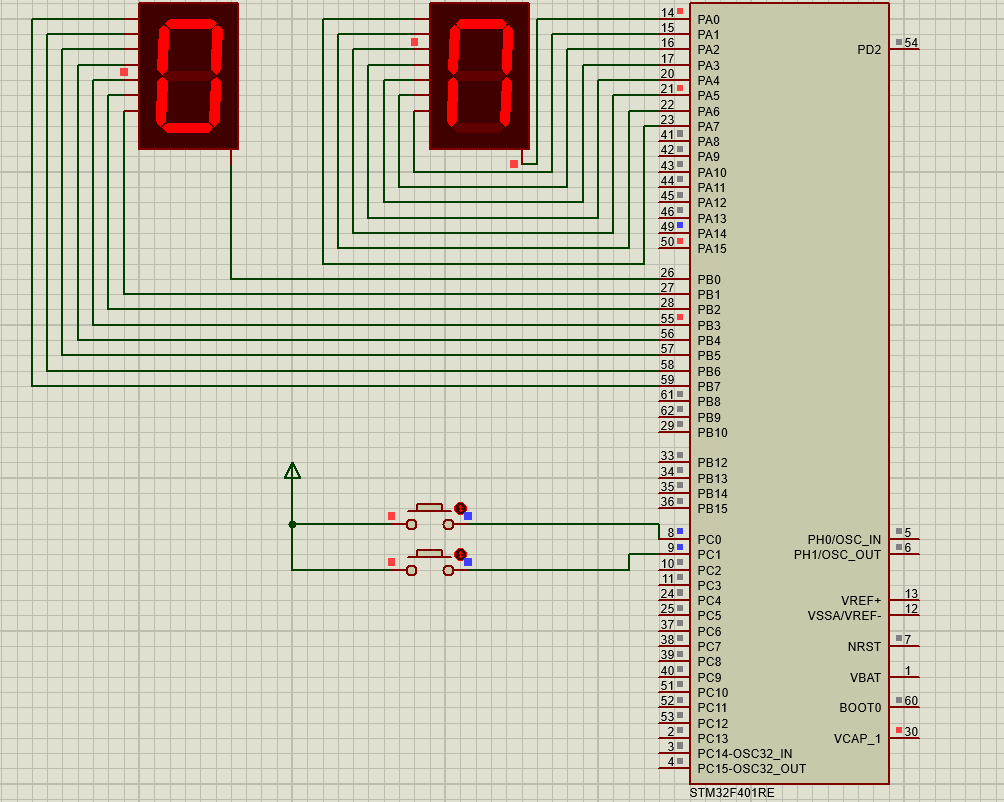 14 PA0
15 PA1
16 PA2 PD2 54
17 PA3
20 PA4
21 PA5
22 PA6
23 PA7
41 PA8
42 PA9
43 PA10
44 PA11
45 PA12
46 PA13
49 PA14
50 PA15
26 PB0
27 PB1
28 PB2
55 PB3
56 PB4
57 PB5
58 PB6
59 PB7
61 PB8
62 PB9
29 PB10
33 PB12
34 PB13
35 PB14
36 PB15
8 PC0 PH0/OSC_IN 5
9 PC1 PH1/OSC_OUT 6
10 PC2
11 PC3
24 PC4 VREF+ 13
25 PC5 VSSA/VREF- 12
37 PC6
38 PC7 NRST 7
39 PC8
40 PC9 VBAT 1
51 PC10
52 PC11 BOOT0 60
53 PC12
2 PC13 VCAP_1 30
3 PC14-OSC32_IN
4 PC15-OSC32_OUT
STM32F401RE